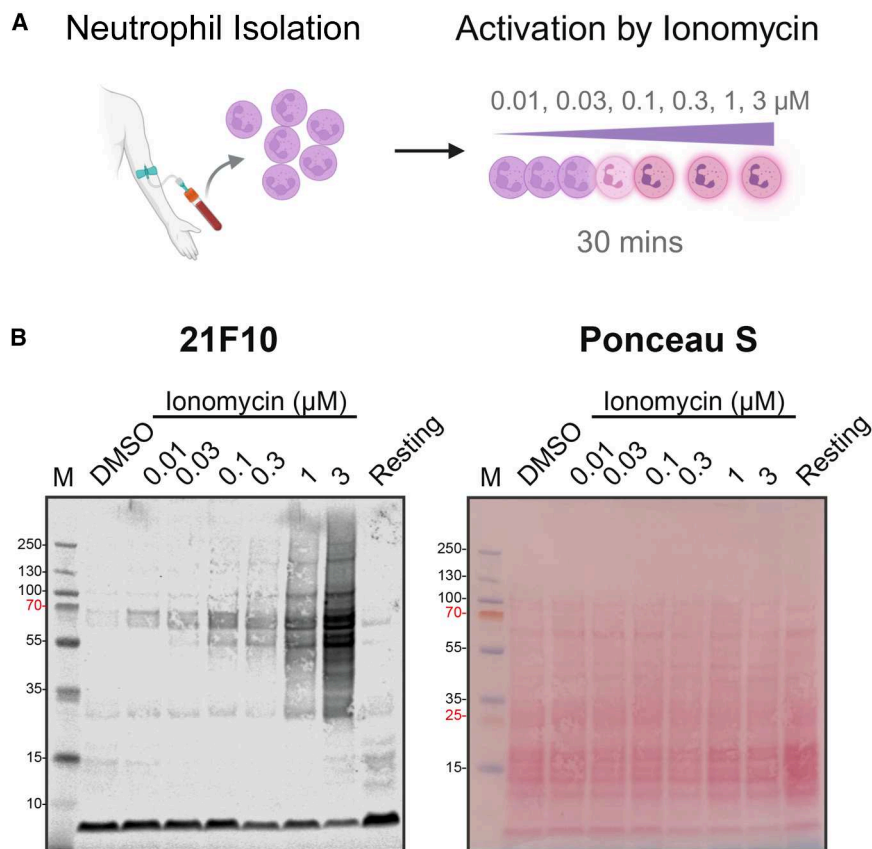 A
Neutrophil Isolation
Activation by Ionomycin
0.01, 0.03, 0.1, 0.3, 1, 3 µM
30 mins
B
21F10
Ionomycin (µM)
M DMSO 0.01 0.03 0.1 0.3 1 3 Resting
250-
130-
100-
70-
55-
35-
15-
10-
Ponceau S
Ionomycin (µM)
M DMSO 0.01 0.03 0.1 0.3 1 3 Resting
250-
130-
100-
70-
55-
35-
25-
15-